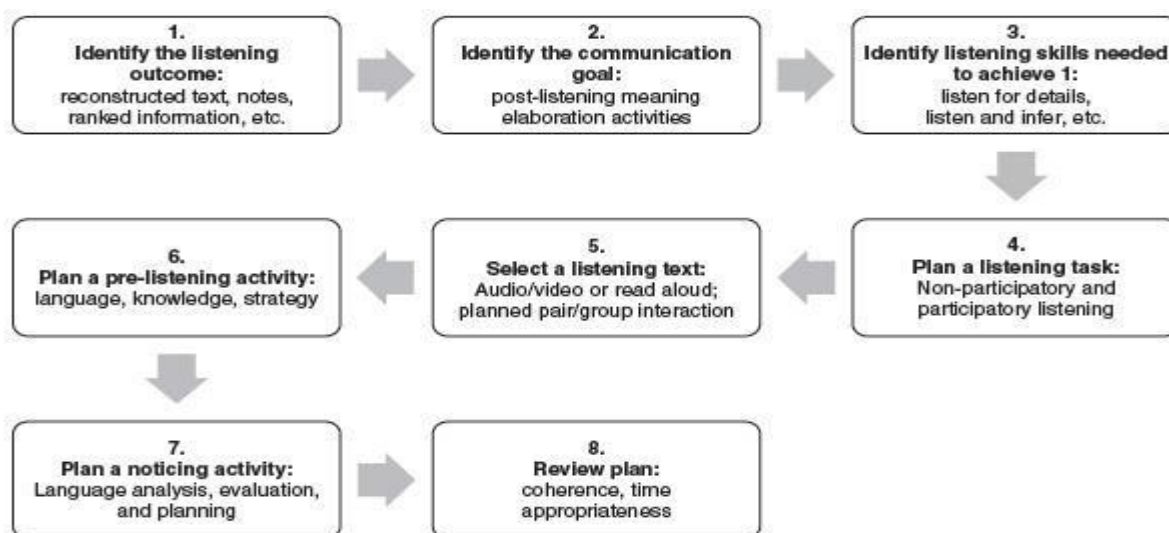 1.
Identify the listening
outcome:
reconstructed text, notes,
ranked information, etc.
2.
Identify the communication
goal:
post-listening meaning
elaboration activities
3.
Identify listening skills needed
to achieve 1:
listen for details,
listen and infer, etc.
4.
Plan a listening task:
Non-participatory and
participatory listening
5.
Select a listening text:
Audio/video or read aloud;
planned pair/group interaction
6.
Plan a pre-listening activity:
language, knowledge, strategy
7.
Plan a noticing activity:
Language analysis, evaluation,
and planning
8.
Review plan:
coherence, time
appropriateness